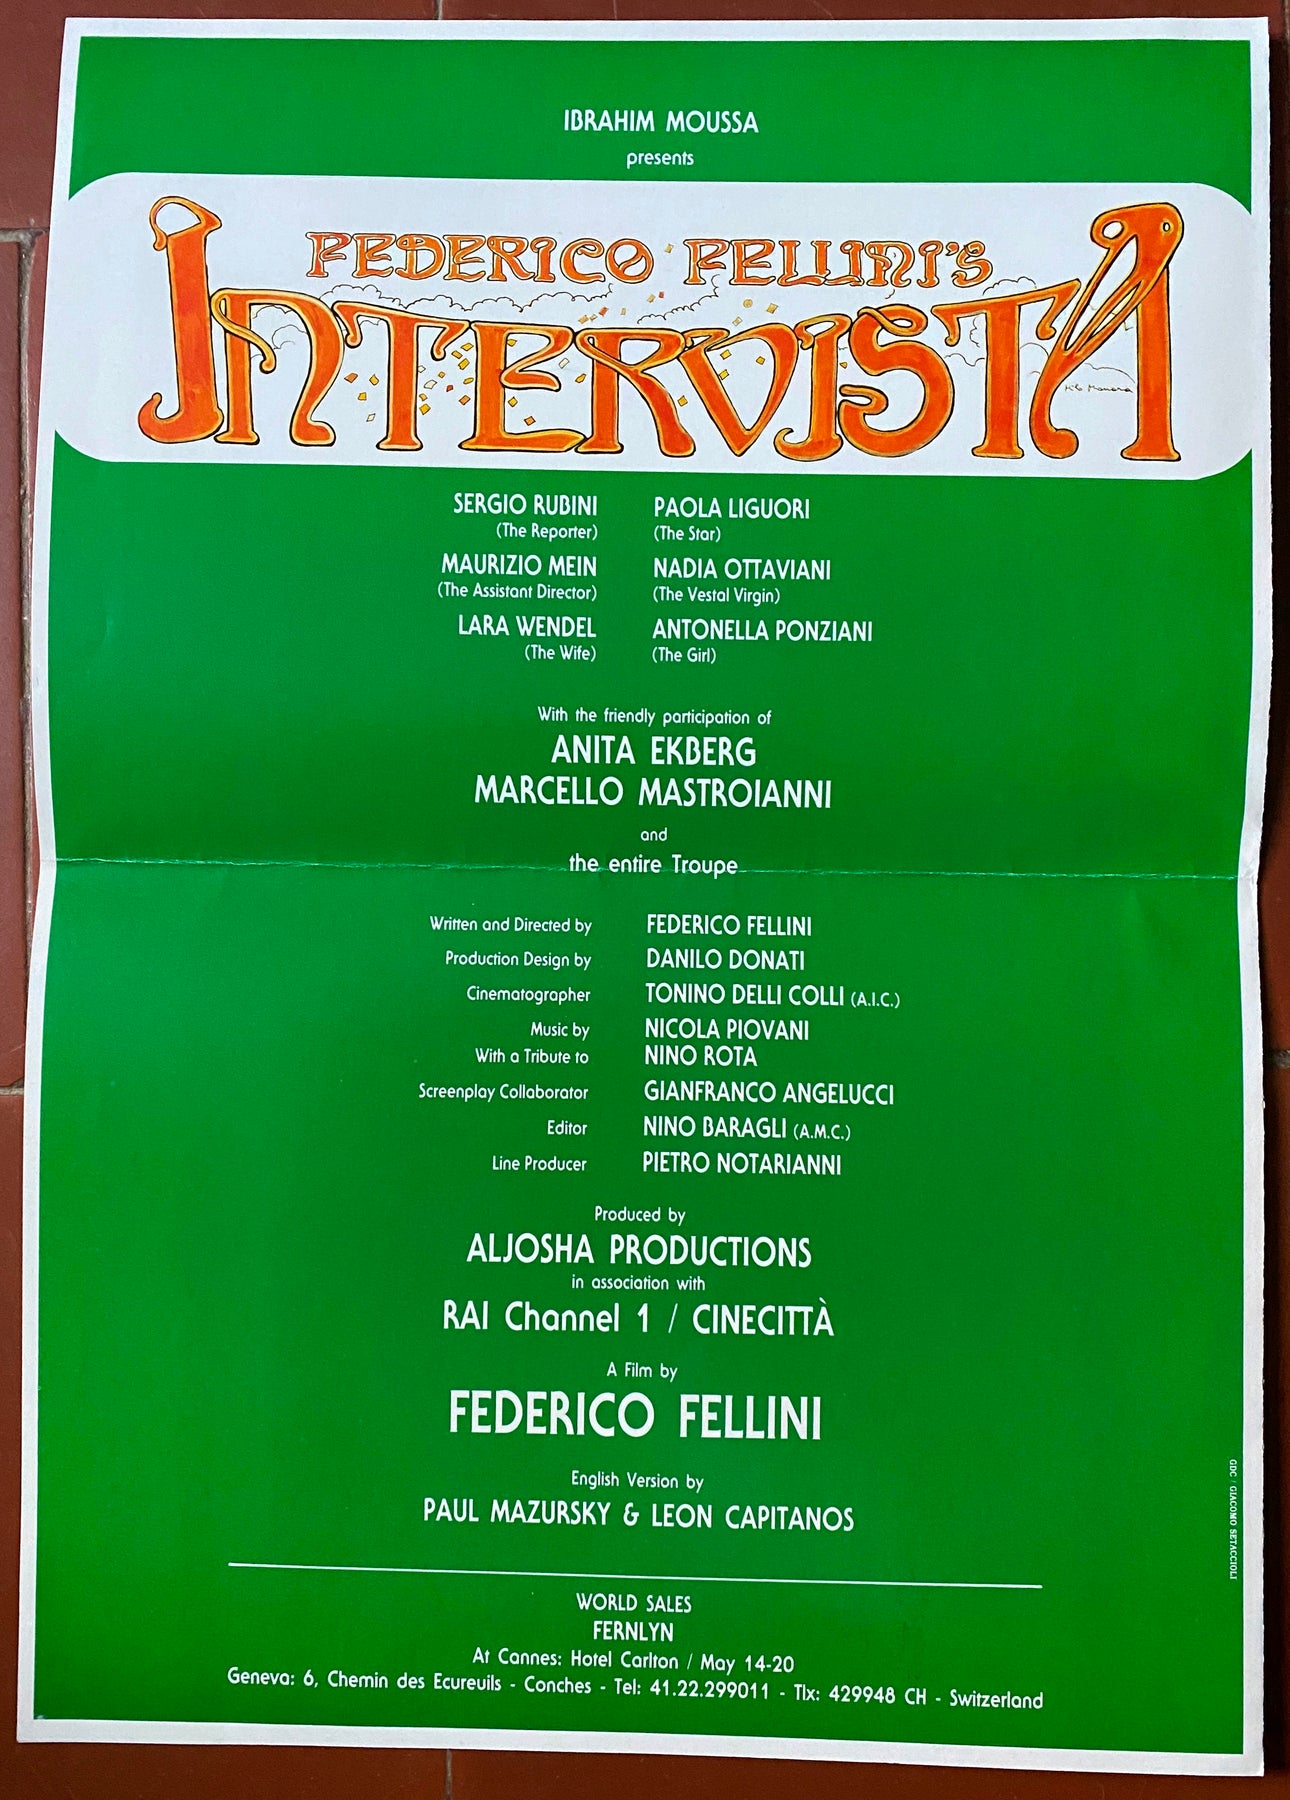 IBRAHIM MOUSSA
presents
FEDERICO FELLINI'S
INTERVISTA
Milo Manara
SERGIO RUBINI
(The Reporter)
PAOLA LIGUORI
(The Star)
MAURIZIO MEIN
(The Assistant Director)
NADIA OTTAVIANI
(The Vestal Virgin)
LARA WENDEL
(The Wife)
ANTONELLA PONZIANI
(The Girl)
With the friendly participation of
ANITA EKBERG
MARCELLO MASTROIANNI
and
the entire Troupe
Written and Directed by FEDERICO FELLINI
Production Design by DANILO DONATI
Cinematographer TONINO DELLI COLLI (A.I.C.)
Music by NICOLA PIOVANI
With a Tribute to NINO ROTA
Screenplay Collaborator GIANFRANCO ANGELUCCI
Editor NINO BARAGLI (A.M.C.)
Line Producer PIETRO NOTARIANNI
Produced by
ALJOSHA PRODUCTIONS
in association with
RAI Channel 1 / CINECITTÀ
A Film by
FEDERICO FELLINI
English Version by
PAUL MAZURSKY & LEON CAPITANOS
GDC / GIACOMO SETACCIOLI
WORLD SALES
FERNLYN
At Cannes: Hotel Carlton / May 14-20
Geneva: 6, Chemin des Ecureuils - Conches - Tel: 41.22.299011 - Tlx: 429948 CH - Switzerland